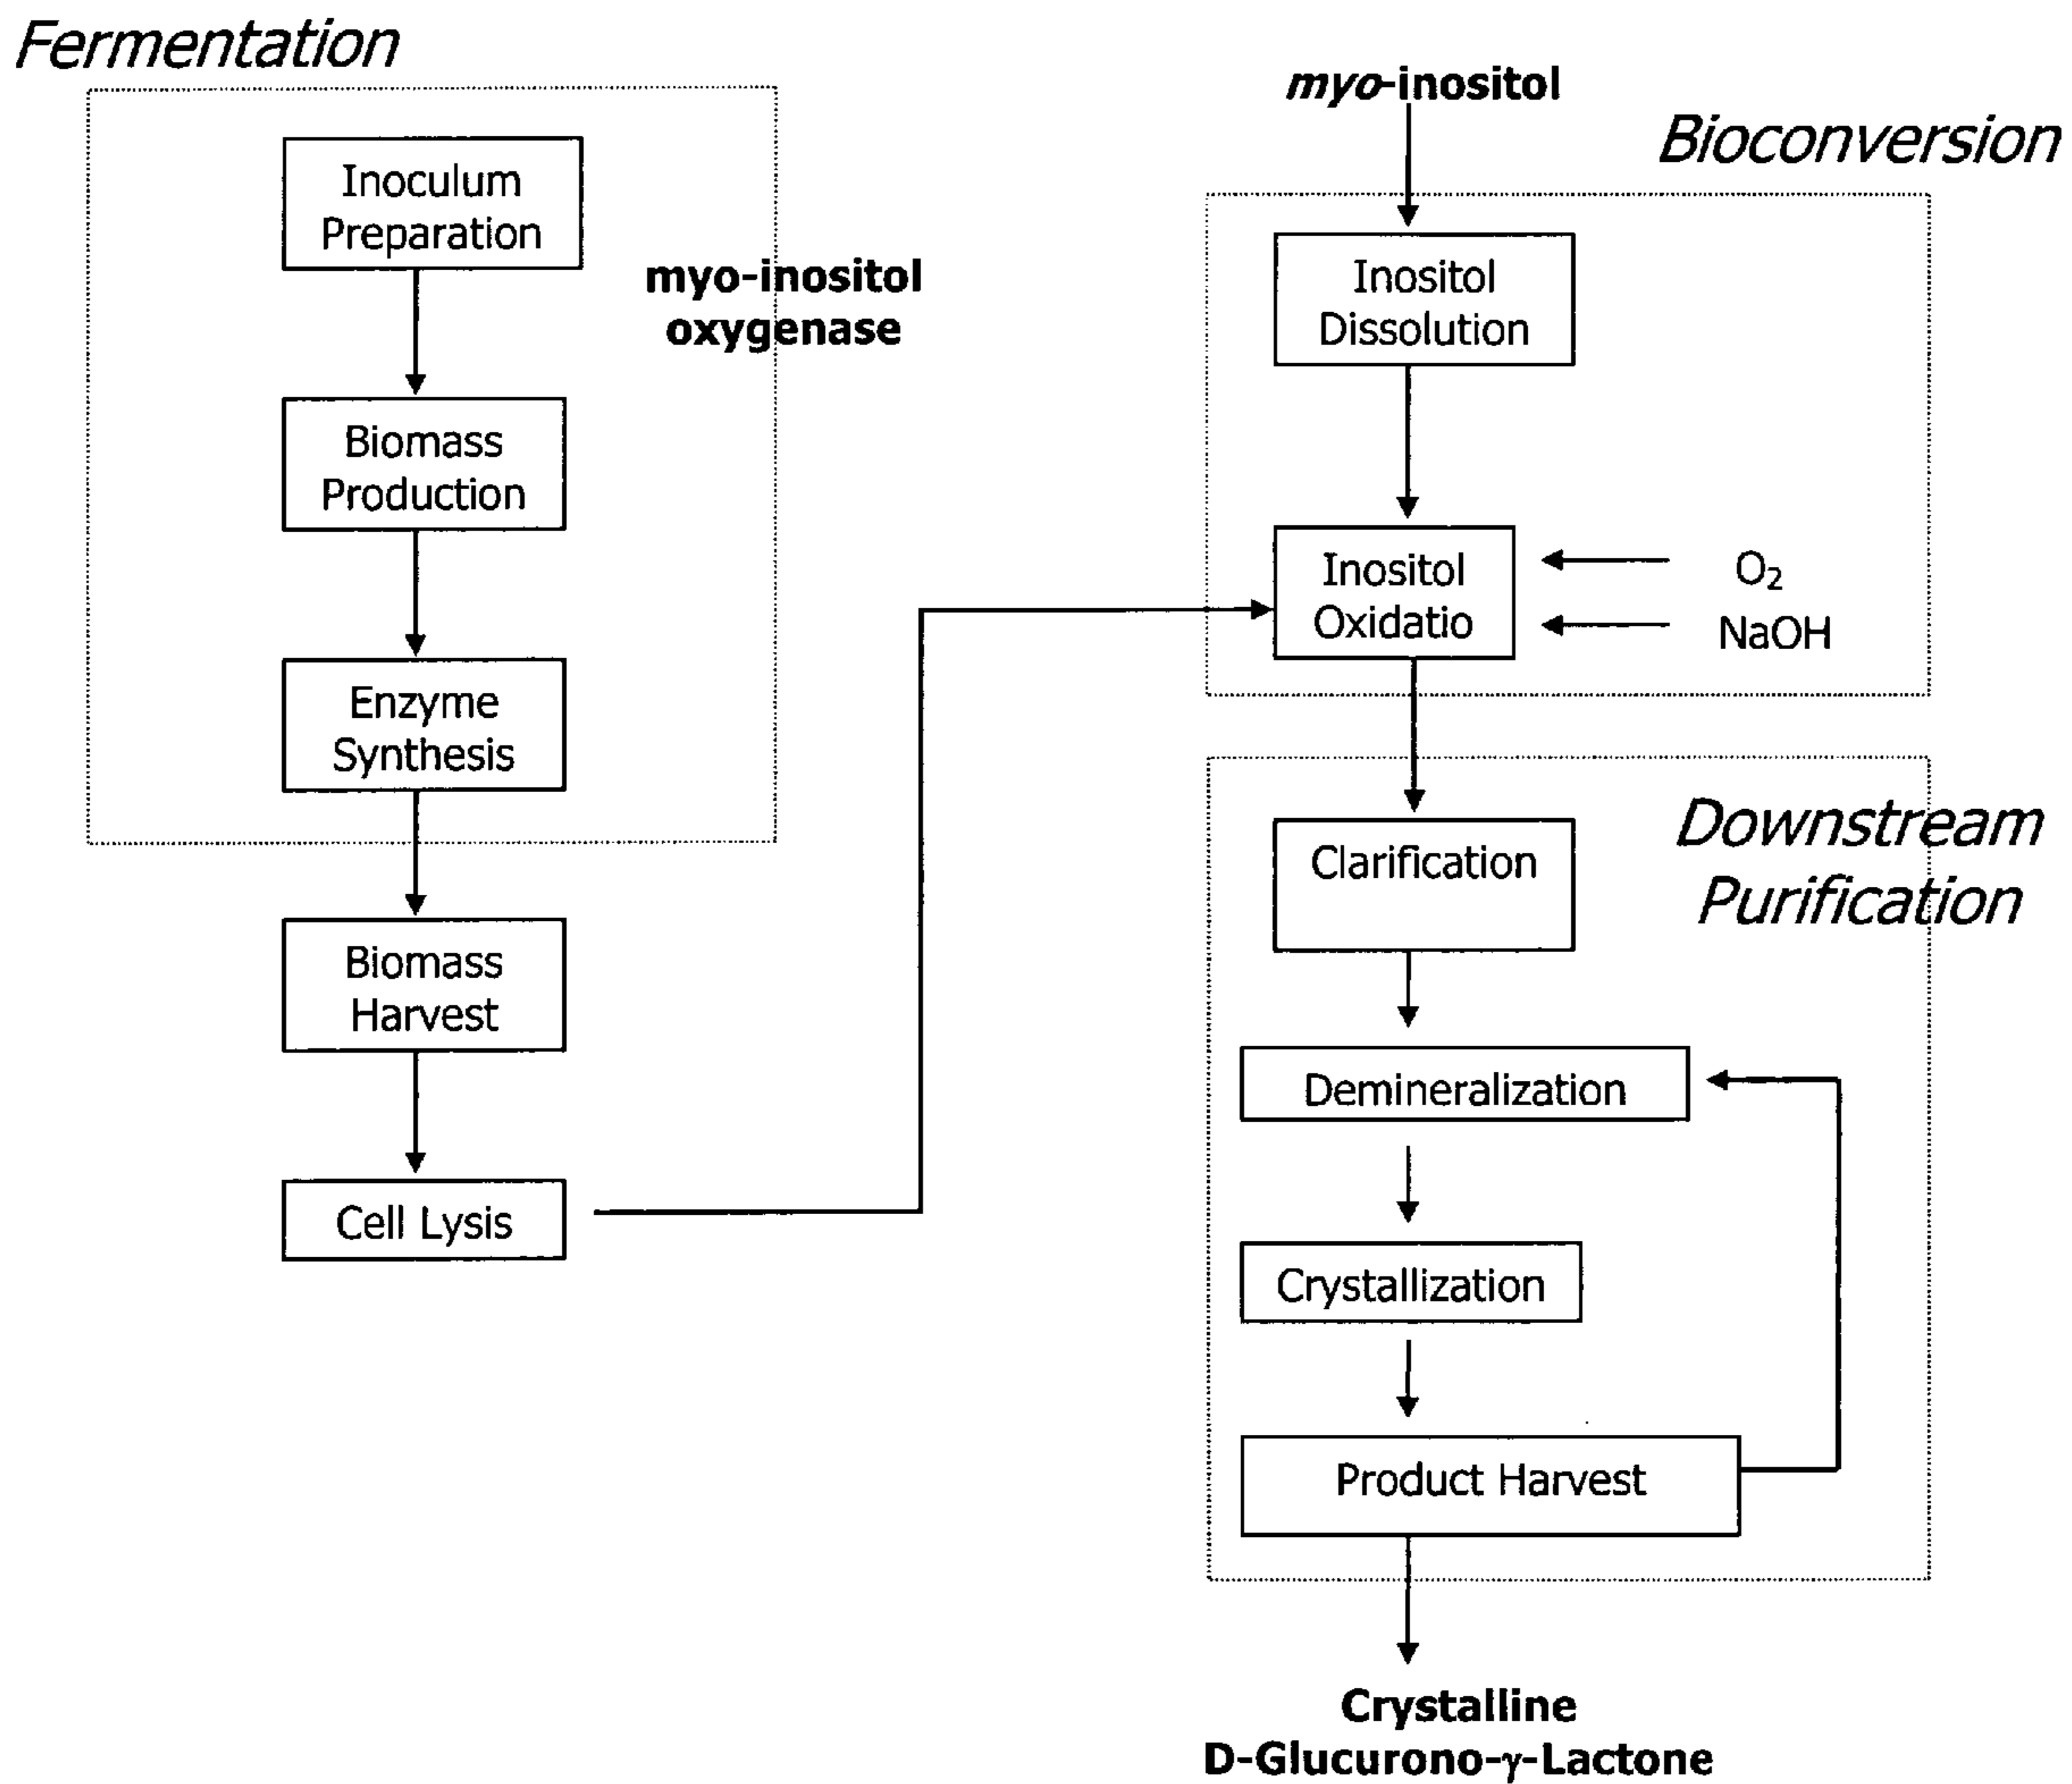 Fermentation
Inoculum
Preparation
myo-inositol
oxygenase
Biomass
Production
Enzyme
Synthesis
Biomass
Harvest
Cell Lysis
myo-inositol
Bioconversion
Inositol
Dissolution
Inositol
Oxidatio
O₂
NaOH
Downstream
Purification
Clarification
Demineralization
Crystallization
Product Harvest
Crystalline
D-Glucurono-γ-Lactone